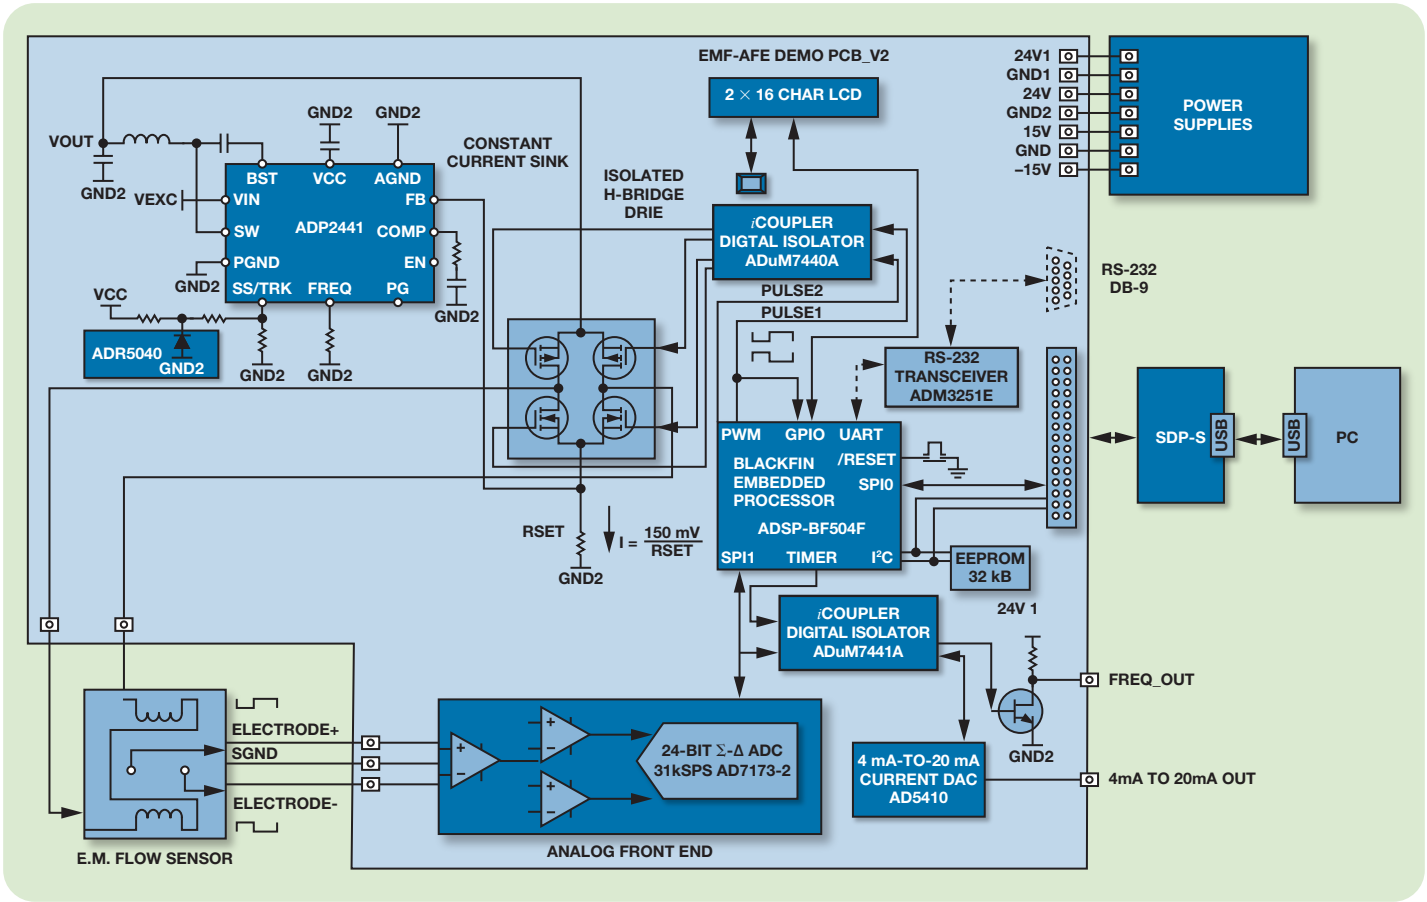 EMF-AFE DEMO PCB_V2
2 × 16 CHAR LCD
24V1
GND1
24V
GND2
15V
GND
–15V
POWER
SUPPLIES
VOUT
GND2
GND2
GND2
CONSTANT
CURRENT SINK
BST
VCC
AGND
VEXC
VIN
FB
ADP2441
SW
COMP
PGND
EN
GND2
SS/TRK
FREQ
PG
GND2
VCC
ADR5040
GND2
GND2
GND2
ISOLATED
H-BRIDGE
DRIE
iCOUPLER
DIGTAL ISOLATOR
ADuM7440A
PULSE2
PULSE1
RS-232
DB-9
RS-232
TRANSCEIVER
ADM3251E
PWM
GPIO
UART
/RESET
BLACKFIN
EMBEDDED
PROCESSOR
SPI0
ADSP-BF504F
SPI1
TIMER
I²C
EEPROM
32 kB
SDP-S
USB
USB
PC
RSET
I = 150 mV
RSET
GND2
24V 1
iCOUPLER
DIGITAL ISOLATOR
ADuM7441A
FREQ_OUT
GND2
4 mA-TO-20 mA
CURRENT DAC
AD5410
4mA TO 20mA OUT
ELECTRODE+
SGND
ELECTRODE-
E.M. FLOW SENSOR
+
–
+
–
+
–
24-BIT Σ-Δ ADC
31kSPS AD7173-2
ANALOG FRONT END